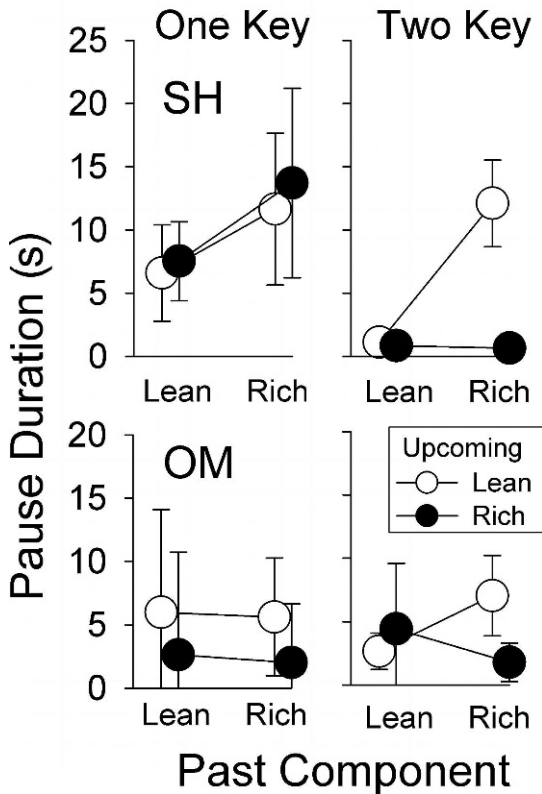 One Key
Two Key
Pause Duration (s)
25
20
15
10
5
0
SH
Lean
Rich
Lean
Rich
20
15
10
5
0
OM
Upcoming
Lean
Rich
Lean
Rich
Lean
Rich
Past Component